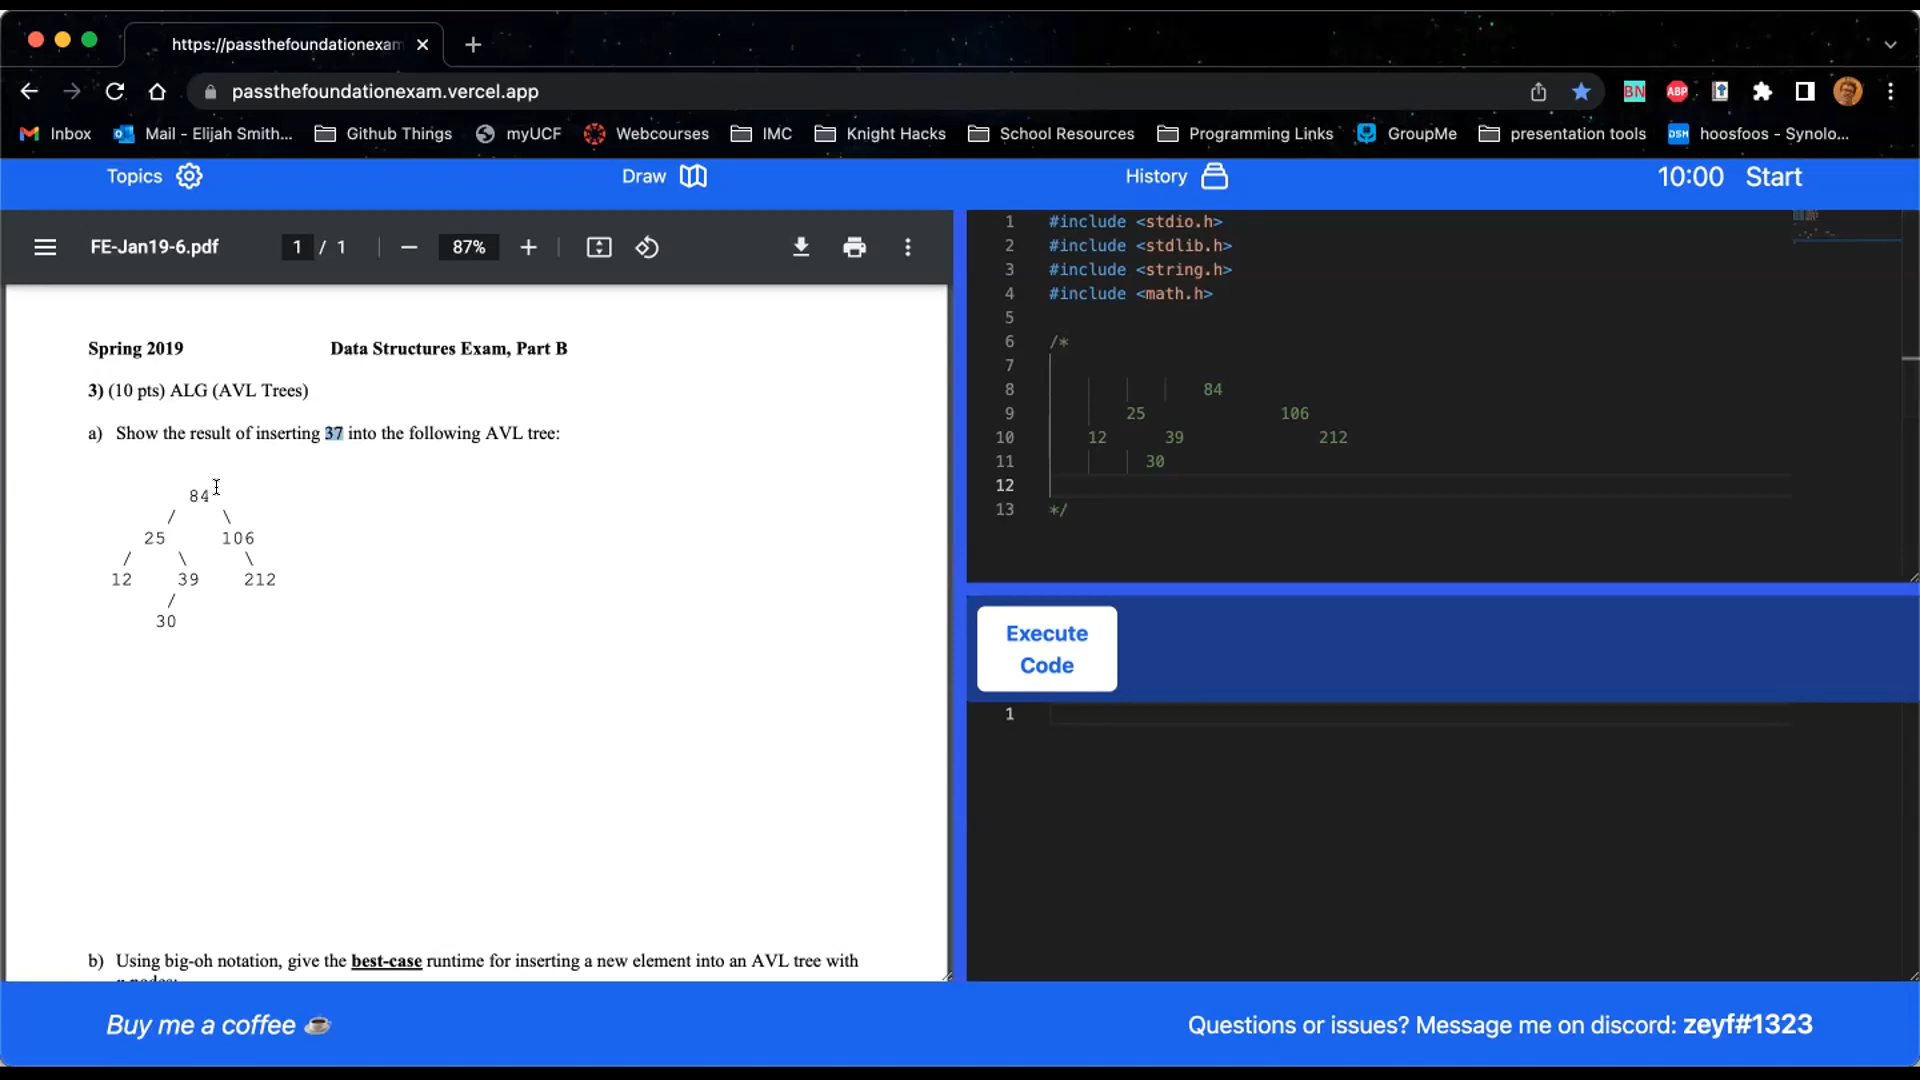 https://passthefoundationexam
passthefoundationexam.vercel.app
BN ABP
Inbox Mail - Elijah Smith... Github Things myUCF Webcourses IMC Knight Hacks School Resources Programming Links GroupMe presentation tools DSM hoosfoos - Synolo...
Topics Draw History 10:00 Start
FE-Jan19-6.pdf 1 / 1 87%
Spring 2019 Data Structures Exam, Part B
3) (10 pts) ALG (AVL Trees)
a) Show the result of inserting 37 into the following AVL tree:
84
/ \
25 106
/ \ \
12 39 212
/
30
b) Using big-oh notation, give the best-case runtime for inserting a new element into an AVL tree with
1 #include <stdio.h>
2 #include <stdlib.h>
3 #include <string.h>
4 #include <math.h>
5
6 /*
7
8 84
9 25 106
10 12 39 212
11 30
12
13 */
Execute
Code
1
Buy me a coffee ☕
Questions or issues? Message me on discord: zeyf#1323